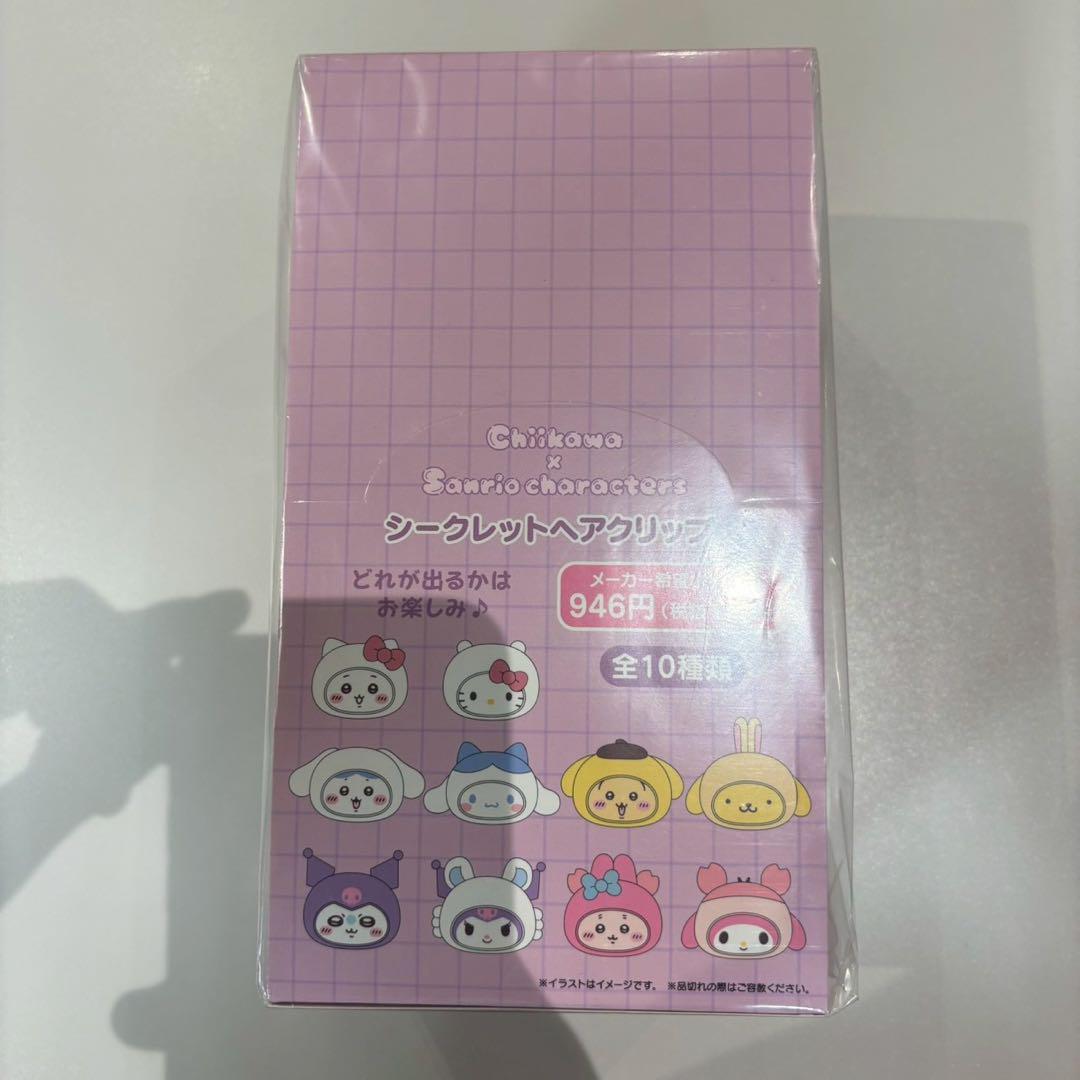 Chiikawa
x
Sanrio characters
シークレットヘアクリップ
どれが出るかは
お楽しみ♪
メーカー希望
946円
全10種類
※イラストはイメージです。 ※品切れの際はご容赦ください。